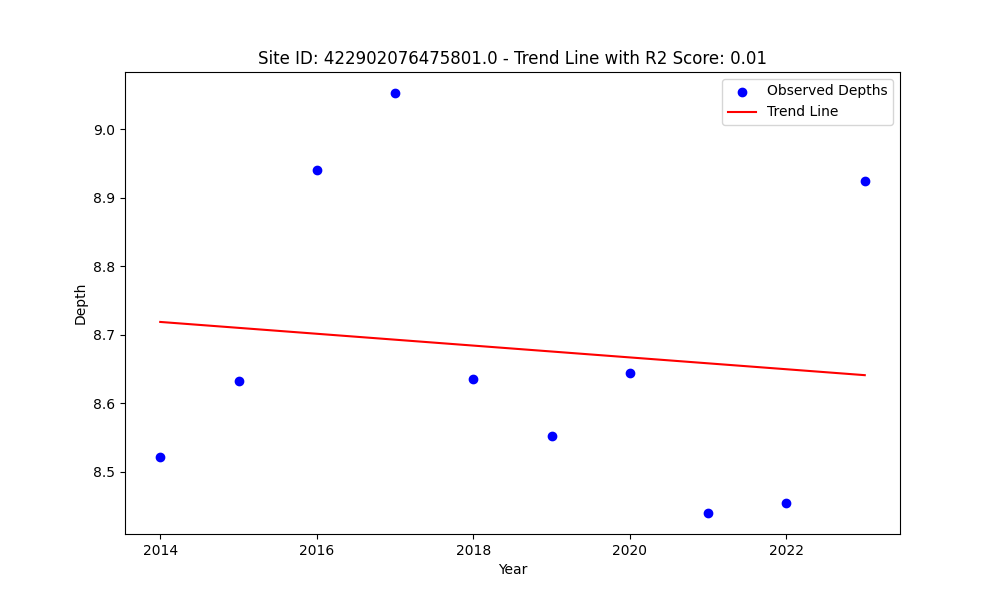 Site ID: 422902076475801.0 - Trend Line with R2 Score: 0.01
Observed Depths
Trend Line
Depth
9.0
8.9
8.8
8.7
8.6
8.5
2014
2016
2018
2020
2022
Year